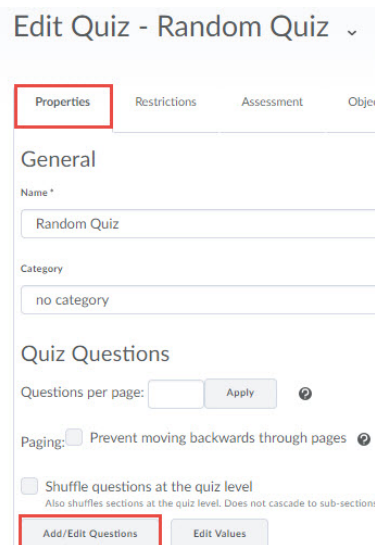 Edit Quiz - Random Quiz
Properties Restrictions Assessment Objec
General
Name *
Random Quiz
Category
no category
Quiz Questions
Questions per page: Apply ?
Paging: Prevent moving backwards through pages ?
Shuffle questions at the quiz level
Also shuffles sections at the quiz level. Does not cascade to sub-sections
Add/Edit Questions Edit Values